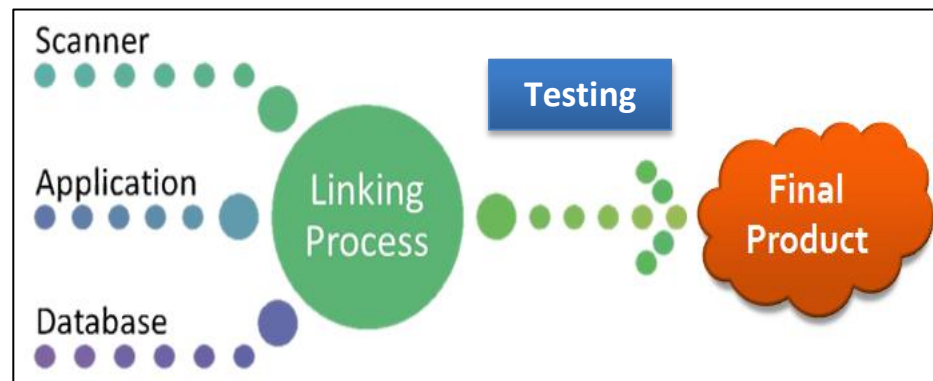 Scanner
Testing
Application
Linking
Process
Final
Product
Database